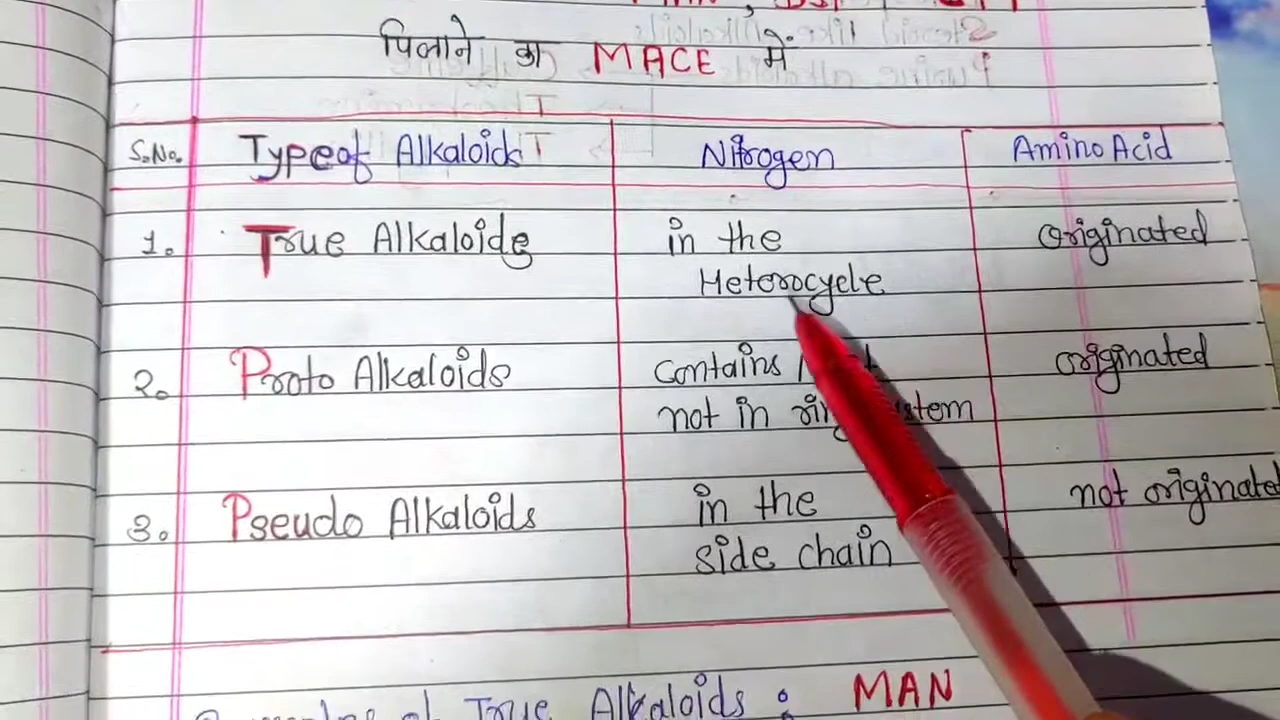 पिलाने का MACE में
S.No. Type of Alkaloids Nitrogen Amino Acid
1. True Alkaloids in the originated
Heterocycle
2. Proto Alkaloids contains originated
not in
3. Pseudo Alkaloids in the not originated
side chain
of True Alkaloids : MAN